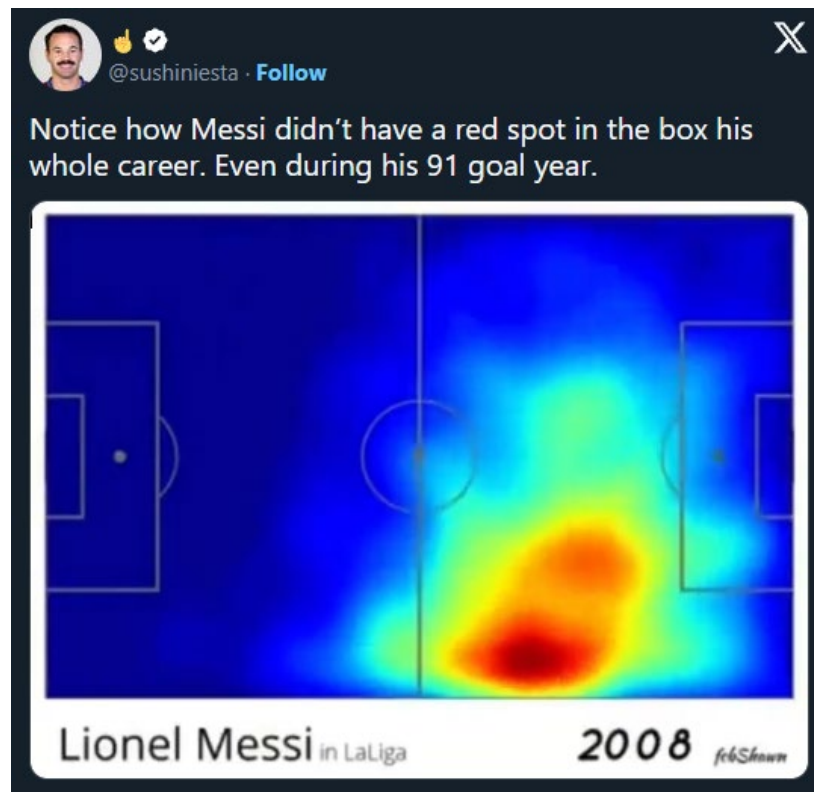 @sushiniesta · Follow
Notice how Messi didn’t have a red spot in the box his
whole career. Even during his 91 goal year.
Lionel Messi in LaLiga
2008 fcbShawn